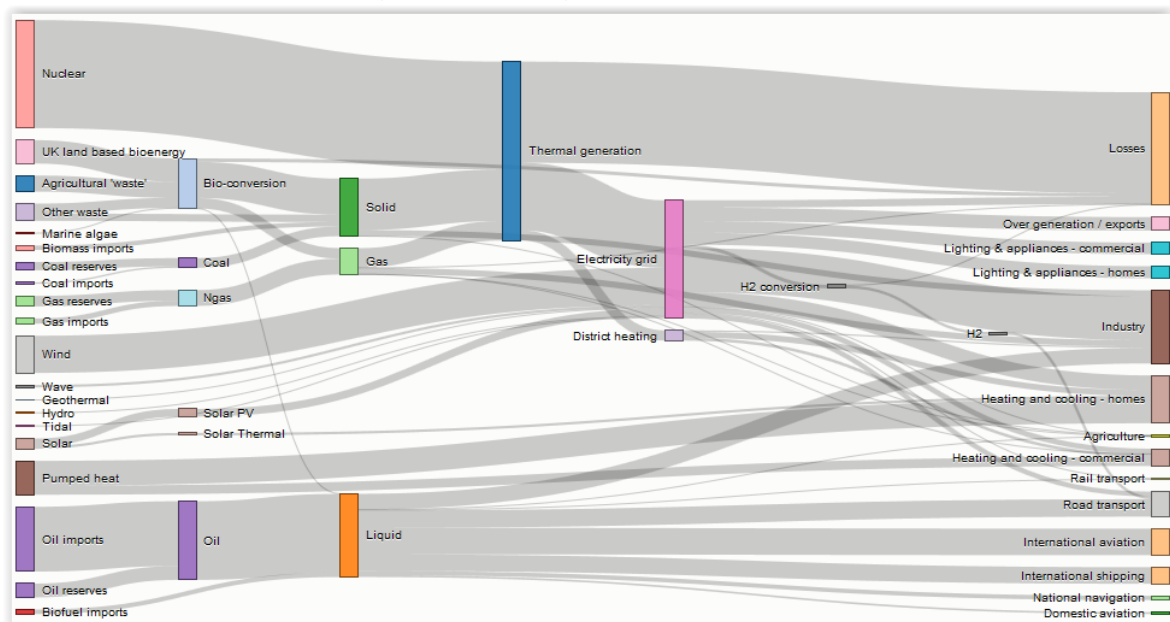 Nuclear
UK land based bioenergy
Agricultural 'waste'
Other waste
Marine algae
Biomass imports
Coal reserves
Coal imports
Gas reserves
Gas imports
Wind
Wave
Geothermal
Hydro
Tidal
Solar
Pumped heat
Oil imports
Oil reserves
Biofuel imports
Bio-conversion
Coal
Ngas
Solar PV
Solar Thermal
Oil
Solid
Gas
Liquid
Thermal generation
Electricity grid
District heating
H2 conversion
H2
Losses
Over generation / exports
Lighting & appliances - commercial
Lighting & appliances - homes
Industry
Heating and cooling - homes
Agriculture
Heating and cooling - commercial
Rail transport
Road transport
International aviation
International shipping
National navigation
Domestic aviation